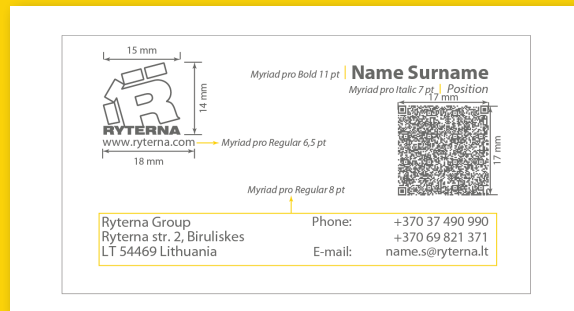 15 mm
Myriad pro Bold 11 pt | Name Surname
Myriad pro Italic 7 pt | Position
17 mm
iR
14 mm
RYTERNA
www.ryterna.com
Myriad pro Regular 6,5 pt
17 mm
18 mm
Myriad pro Regular 8 pt
Ryterna Group Phone: +370 37 490 990
Ryterna str. 2, Biruliskes +370 69 821 371
LT 54469 Lithuania E-mail: name.s@ryterna.lt